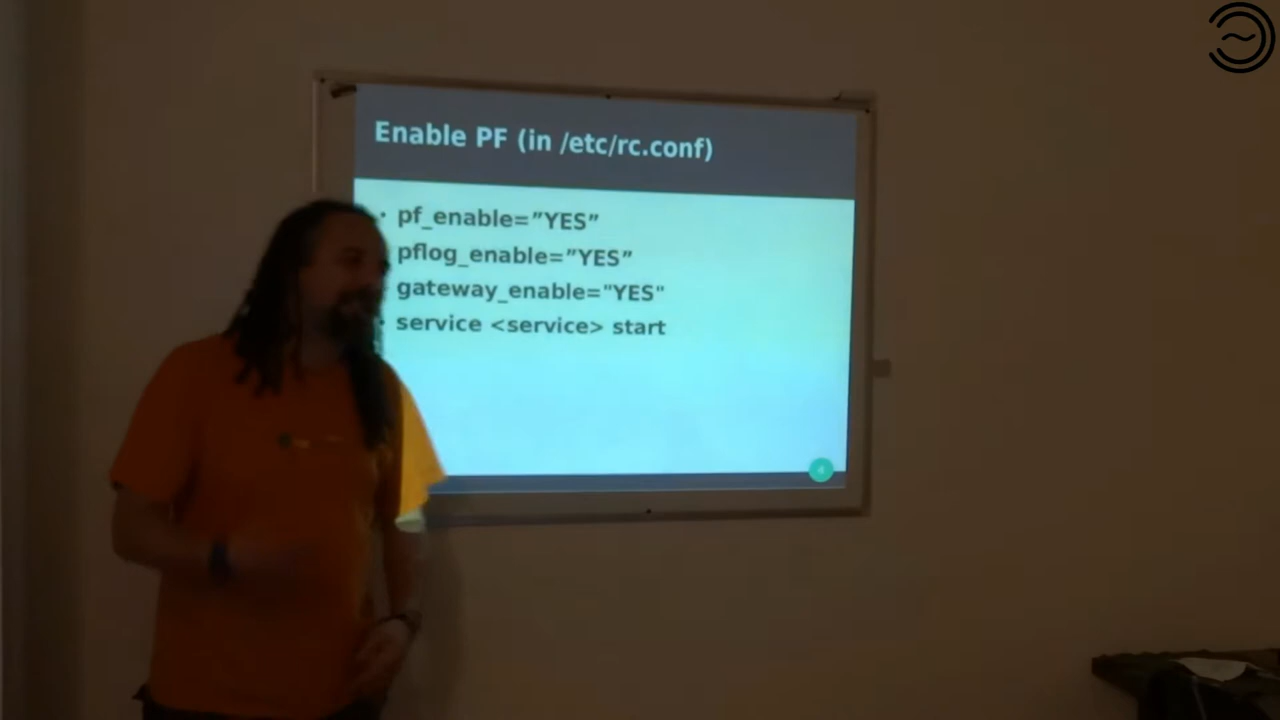 Enable PF (in /etc/rc.conf)
· pf_enable=”YES”
pflog_enable=”YES”
· gateway_enable="YES"
· service <service> start